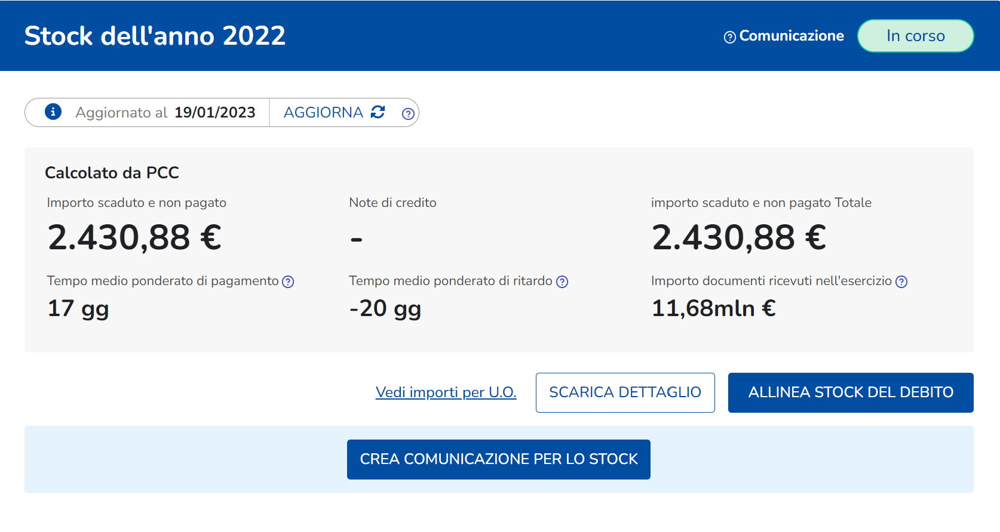 Stock dell'anno 2022
Comunicazione
In corso
Aggiornato al 19/01/2023
AGGIORNA
Calcolato da PCC
Importo scaduto e non pagato
2.430,88 €
Note di credito
-
importo scaduto e non pagato Totale
2.430,88 €
Tempo medio ponderato di pagamento
17 gg
Tempo medio ponderato di ritardo
-20 gg
Importo documenti ricevuti nell'esercizio
11,68mln €
Vedi importi per U.O.
SCARICA DETTAGLIO
ALLINEA STOCK DEL DEBITO
CREA COMUNICAZIONE PER LO STOCK